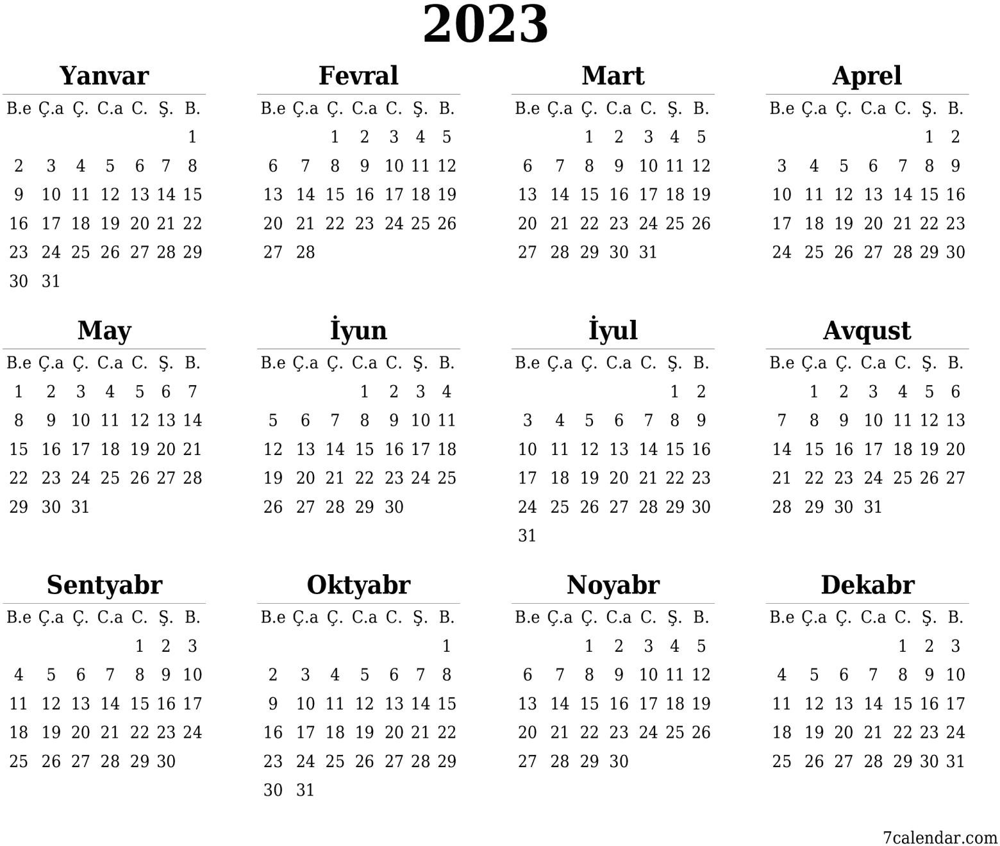 2023
Yanvar Fevral Mart Aprel
B.e Ç.a Ç. C.a C. Ş. B. B.e Ç.a Ç. C.a C. Ş. B. B.e Ç.a Ç. C.a C. Ş. B. B.e Ç.a Ç. C.a C. Ş. B.
1 1 2 3 4 5 1 2 3 4 5 1 2
2 3 4 5 6 7 8 6 7 8 9 10 11 12 6 7 8 9 10 11 12 3 4 5 6 7 8 9
9 10 11 12 13 14 15 13 14 15 16 17 18 19 13 14 15 16 17 18 19 10 11 12 13 14 15 16
16 17 18 19 20 21 22 20 21 22 23 24 25 26 20 21 22 23 24 25 26 17 18 19 20 21 22 23
23 24 25 26 27 28 29 27 28 27 28 29 30 31 24 25 26 27 28 29 30
30 31
May İyun İyul Avqust
B.e Ç.a Ç. C.a C. Ş. B. B.e Ç.a Ç. C.a C. Ş. B. B.e Ç.a Ç. C.a C. Ş. B. B.e Ç.a Ç. C.a C. Ş. B.
1 2 3 4 5 6 7 1 2 3 4 1 2 1 2 3 4 5 6
8 9 10 11 12 13 14 5 6 7 8 9 10 11 3 4 5 6 7 8 9 7 8 9 10 11 12 13
15 16 17 18 19 20 21 12 13 14 15 16 17 18 10 11 12 13 14 15 16 14 15 16 17 18 19 20
22 23 24 25 26 27 28 19 20 21 22 23 24 25 17 18 19 20 21 22 23 21 22 23 24 25 26 27
29 30 31 26 27 28 29 30 24 25 26 27 28 29 30 28 29 30 31
31
Sentyabr Oktyabr Noyabr Dekabr
B.e Ç.a Ç. C.a C. Ş. B. B.e Ç.a Ç. C.a C. Ş. B. B.e Ç.a Ç. C.a C. Ş. B. B.e Ç.a Ç. C.a C. Ş. B.
1 2 3 1 1 2 3 4 5 1 2 3
4 5 6 7 8 9 10 2 3 4 5 6 7 8 6 7 8 9 10 11 12 4 5 6 7 8 9 10
11 12 13 14 15 16 17 9 10 11 12 13 14 15 13 14 15 16 17 18 19 11 12 13 14 15 16 17
18 19 20 21 22 23 24 16 17 18 19 20 21 22 20 21 22 23 24 25 26 18 19 20 21 22 23 24
25 26 27 28 29 30 23 24 25 26 27 28 29 27 28 29 30 25 26 27 28 29 30 31
30 31
7calendar.com